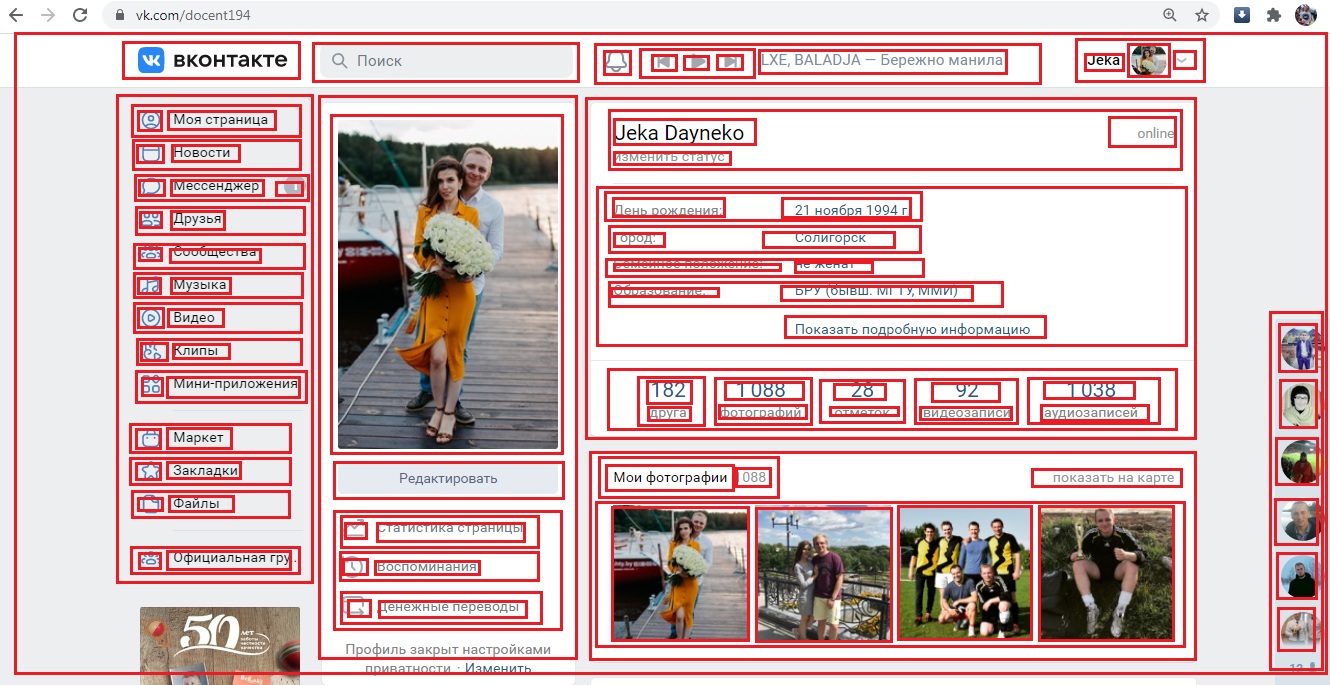 vk.com/docent194
вконтакте
Поиск
LXE, BALADJA — Бережно манила
Jeka
Моя страница
Новости
Мессенджер
Друзья
Сообщества
Музыка
Видео
Клипы
Мини-приложения
Маркет
Закладки
Файлы
Официальная гру...
50 лет
Редактировать
Статистика страницы
Воспоминания
Денежные переводы
Профиль закрыт настройками
приватности · Изменить
Jeka Dayneko
online
изменить статус
День рождения: 21 ноября 1994 г.
Город: Солигорск
Семейное положение: не женат
Образование: БРУ (бывш. МГТУ, ММИ)
Показать подробную информацию
182 друга
1 088 фотографий
28 отметок
92 видеозаписи
1 038 аудиозаписей
Мои фотографии 1 088
показать на карте